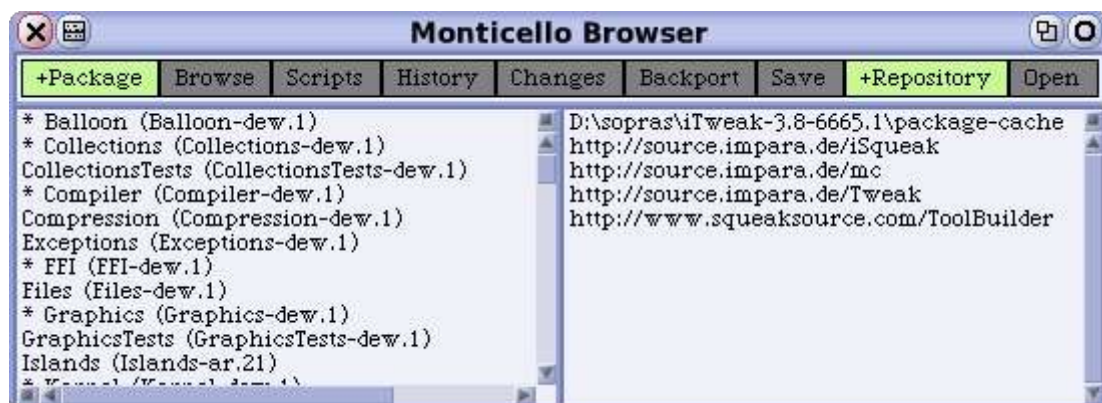 Monticello Browser
+Package Browse Scripts History Changes Backport Save +Repository Open
* Balloon (Balloon-dew.1)
* Collections (Collections-dew.1)
CollectionsTests (CollectionsTests-dew.1)
* Compiler (Compiler-dew.1)
Compression (Compression-dew.1)
Exceptions (Exceptions-dew.1)
* FFI (FFI-dew.1)
Files (Files-dew.1)
* Graphics (Graphics-dew.1)
GraphicsTests (GraphicsTests-dew.1)
Islands (Islands-ar.21)
D:\sopras\iTweak-3.8-6665.1\package-cache
http://source.impara.de/iSqueak
http://source.impara.de/mc
http://source.impara.de/Tweak
http://www.squeaksource.com/ToolBuilder